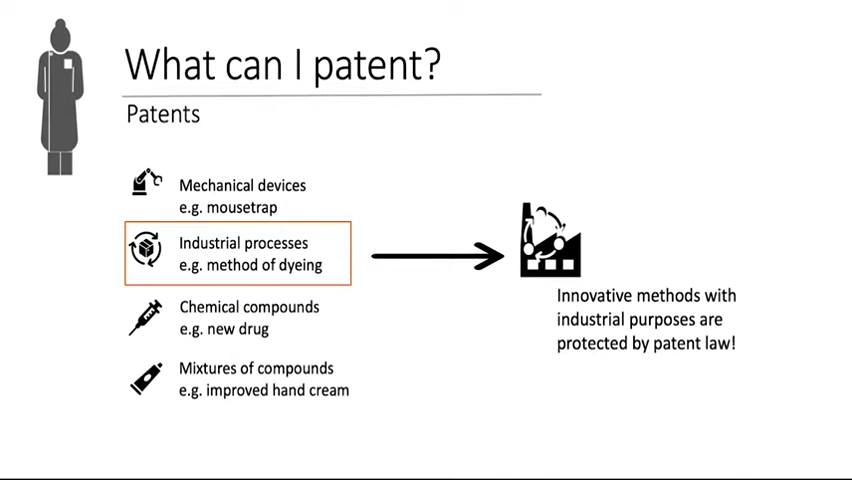 What can I patent?
Patents
Mechanical devices
e.g. mousetrap
Industrial processes
e.g. method of dyeing
Chemical compounds
e.g. new drug
Mixtures of compounds
e.g. improved hand cream
Innovative methods with
industrial purposes are
protected by patent law!